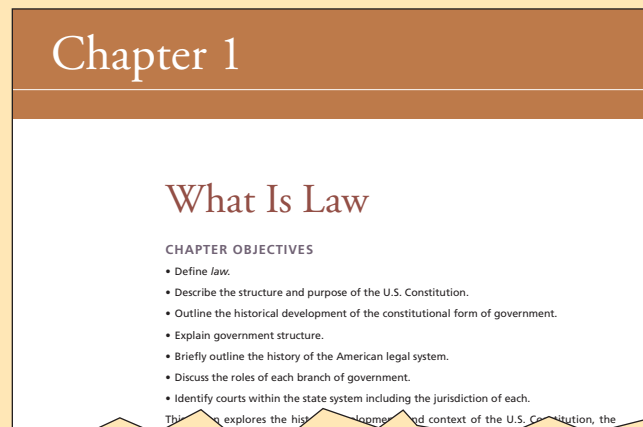 Chapter 1
What Is Law
CHAPTER OBJECTIVES
• Define law.
• Describe the structure and purpose of the U.S. Constitution.
• Outline the historical development of the constitutional form of government.
• Explain government structure.
• Briefly outline the history of the American legal system.
• Discuss the roles of each branch of government.
• Identify courts within the state system including the jurisdiction of each.
explores the and context of the U.S. the